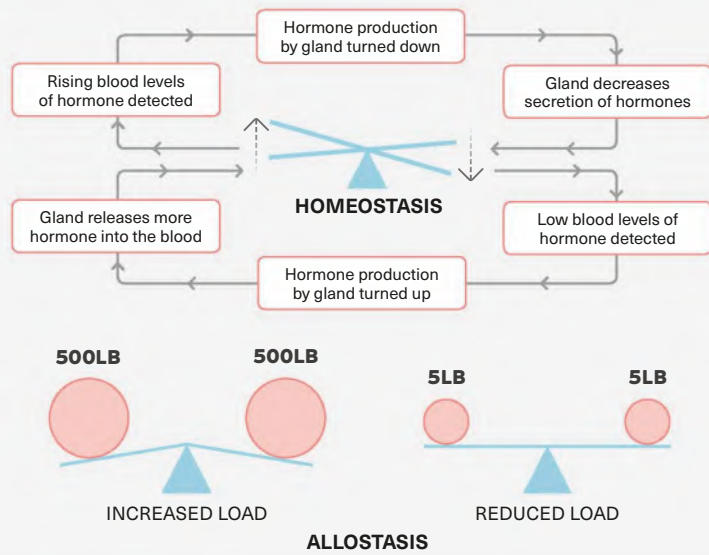 Hormone production
by gland turned down
Rising blood levels
of hormone detected
Gland decreases
secretion of hormones
HOMEOSTASIS
Gland releases more
hormone into the blood
Low blood levels of
hormone detected
Hormone production
by gland turned up
500LB
500LB
5LB
5LB
INCREASED LOAD
REDUCED LOAD
ALLOSTASIS